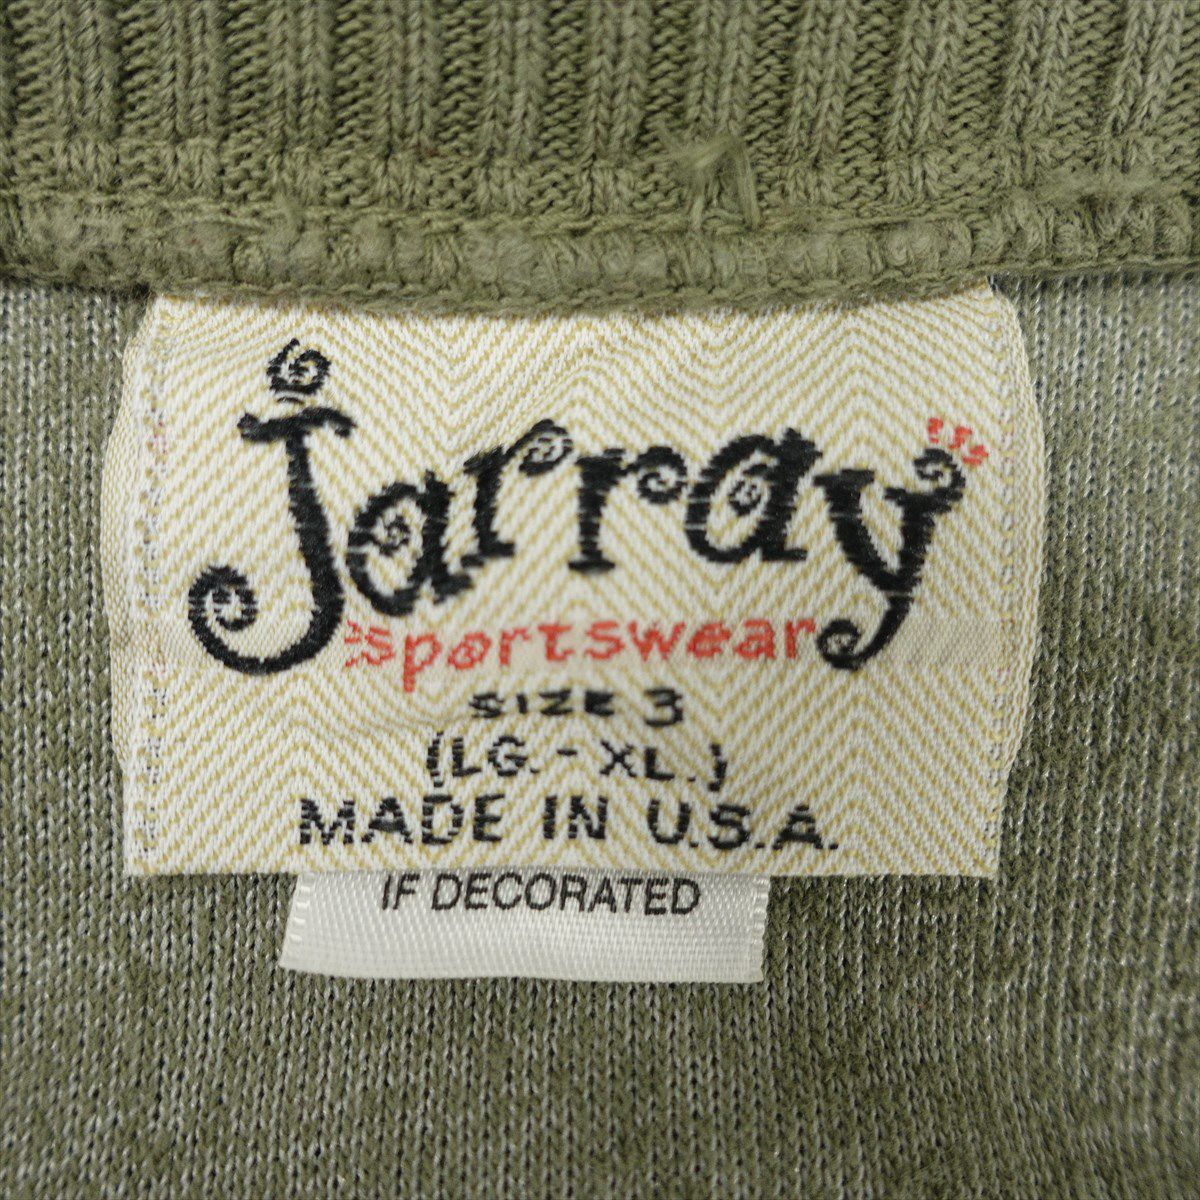 Jarray
sportswear
SIZE 3
(LG.-XL.)
MADE IN U.S.A.
IF DECORATED